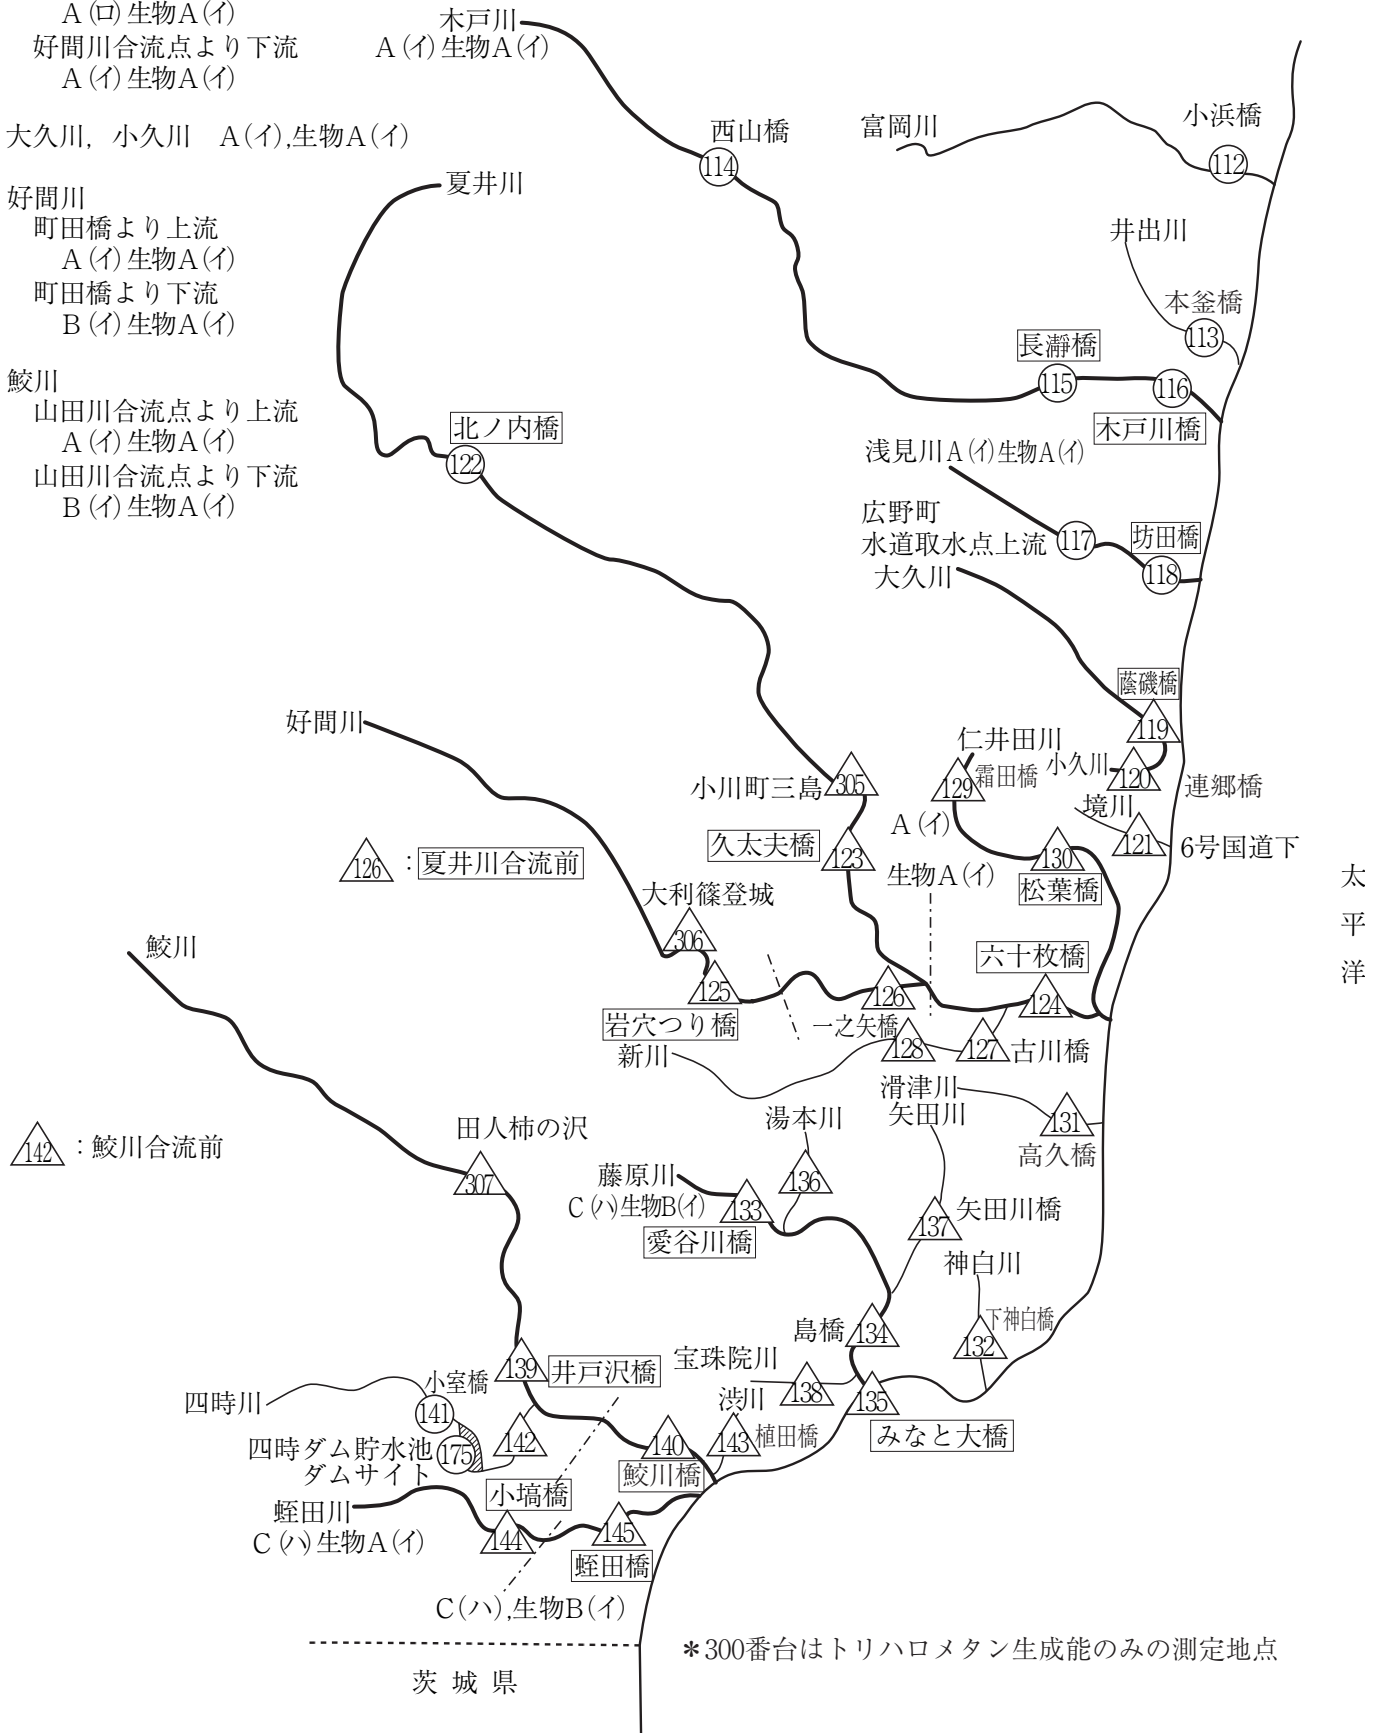 A(ロ)生物A(イ)
好間川合流点より下流
A(イ)生物A(イ)
大久川,小久川 A(イ),生物A(イ)
好間川
町田橋より上流
A(イ)生物A(イ)
町田橋より下流
B(イ)生物A(イ)
鮫川
山田川合流点より上流
A(イ)生物A(イ)
山田川合流点より下流
B(イ)生物A(イ)
木戸川
A(イ)生物A(イ)
西山橋
114
富岡川
小浜橋
112
夏井川
井出川
本釜橋
113
長瀞橋
115
116
木戸川橋
北ノ内橋
122
浅見川A(イ)生物A(イ)
広野町
水道取水点上流
117
坊田橋
118
大久川
蔭磯橋
119
好間川
仁井田川
129
霜田橋
小久川
120
連郷橋
小川町三島
305
境川
121
6号国道下
A(イ)
久太夫橋
123
生物A(イ)
130
松葉橋
太平洋
126
:夏井川合流前
大利篠登城
306
鮫川
六十枚橋
125
126
124
岩穴つり橋
一之矢橋
新川
128
127
古川橋
滑津川
矢田川
湯本川
131
高久橋
142
:鮫川合流前
田人柿の沢
307
藤原川
C(ハ)生物B(イ)
136
133
愛谷川橋
137
矢田川橋
神白川
島橋
134
下神白橋
132
139
井戸沢橋
宝珠院川
138
135
みなと大橋
四時川
小室橋
141
渋川
143
植田橋
四時ダム貯水池
ダムサイト
175
142
140
鮫川橋
小塙橋
蛭田川
C(ハ)生物A(イ)
144
145
蛭田橋
C(ハ),生物B(イ)
*300番台はトリハロメタン生成能のみの測定地点
茨城県